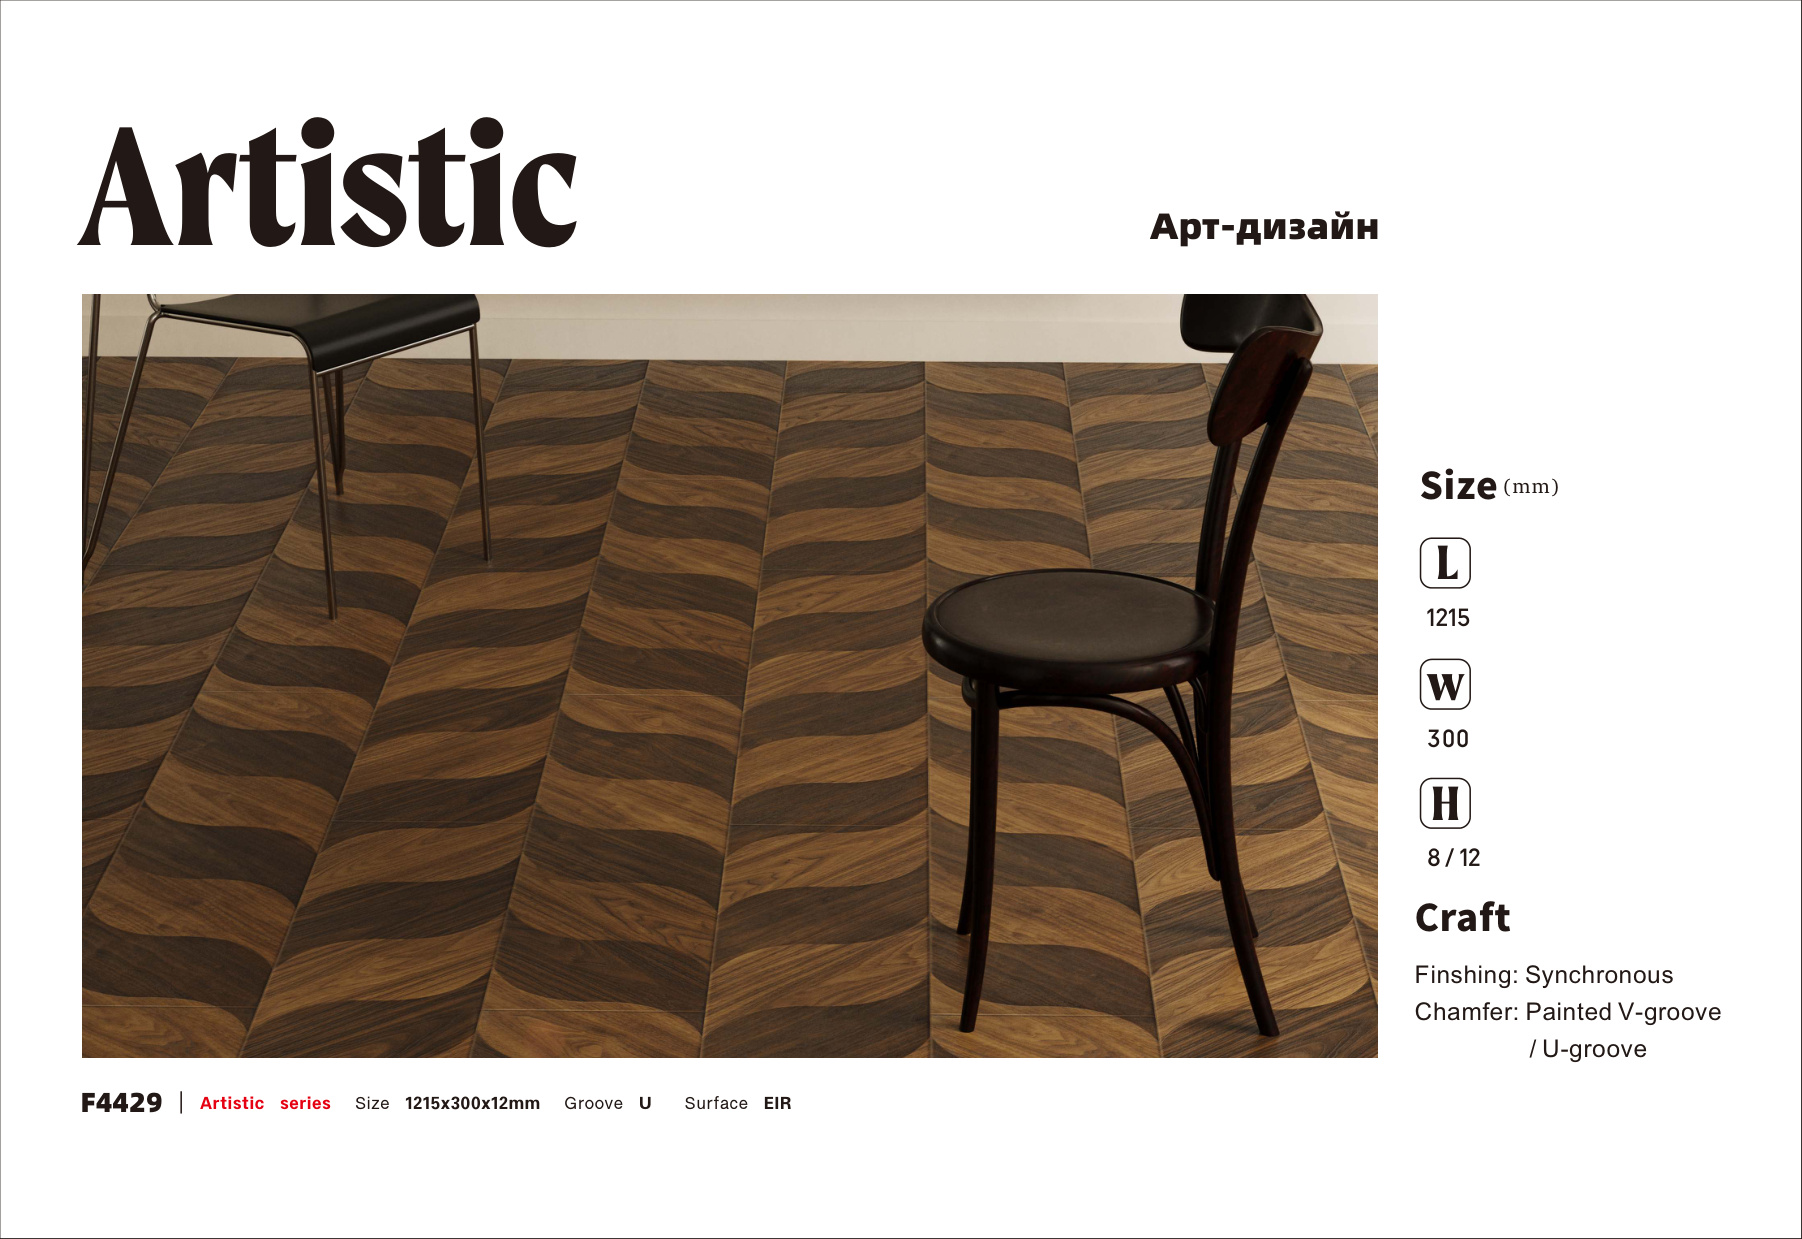 Artistic
Арт-дизайн
Size (mm)
L
1215
W
300
H
8 / 12
Craft
Finshing: Synchronous
Chamfer: Painted V-groove
/ U-groove
F4429 | Artistic series Size 1215x300x12mm Groove U Surface EIR